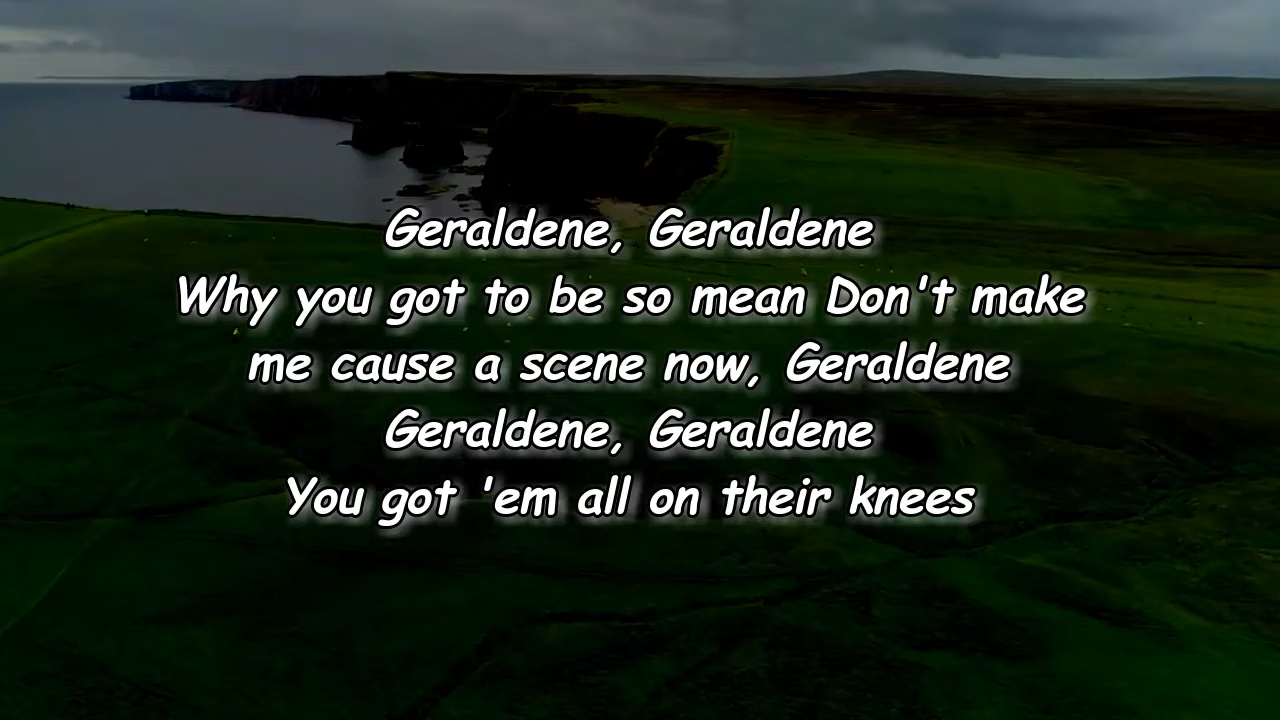 Geraldene, Geraldene
Why you got to be so mean Don't make
me cause a scene now, Geraldene
Geraldene, Geraldene
You got 'em all on their knees